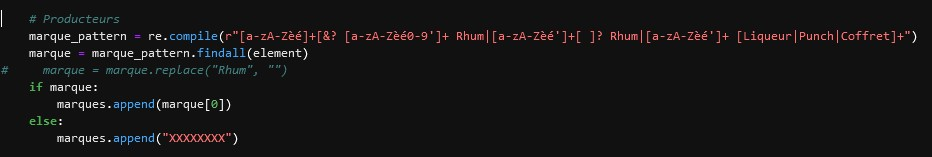 # Producteurs
marque_pattern = re.compile(r"[a-zA-Zèé]+[&? [a-zA-Zèé0-9']+ Rhum|[a-zA-Zèé']+[ ]? Rhum|[a-zA-Zèé']+ [Liqueur|Punch|Coffret]+")
marque = marque_pattern.findall(element)
#     marque = marque.replace("Rhum", "")
if marque:
    marques.append(marque[0])
else:
    marques.append("XXXXXXXX")